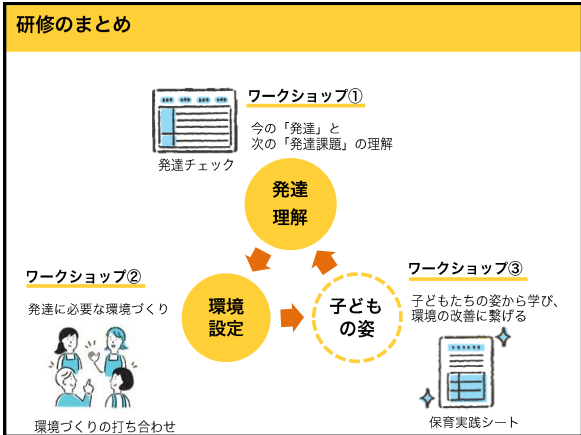 研修のまとめ
ワークショップ①
今の「発達」と
次の「発達課題」の理解
発達チェック
発達
理解
ワークショップ②
発達に必要な環境づくり
環境づくりの打ち合わせ
環境
設定
子ども
の姿
ワークショップ③
子どもたちの姿から学び、
環境の改善に繋げる
保育実践シート